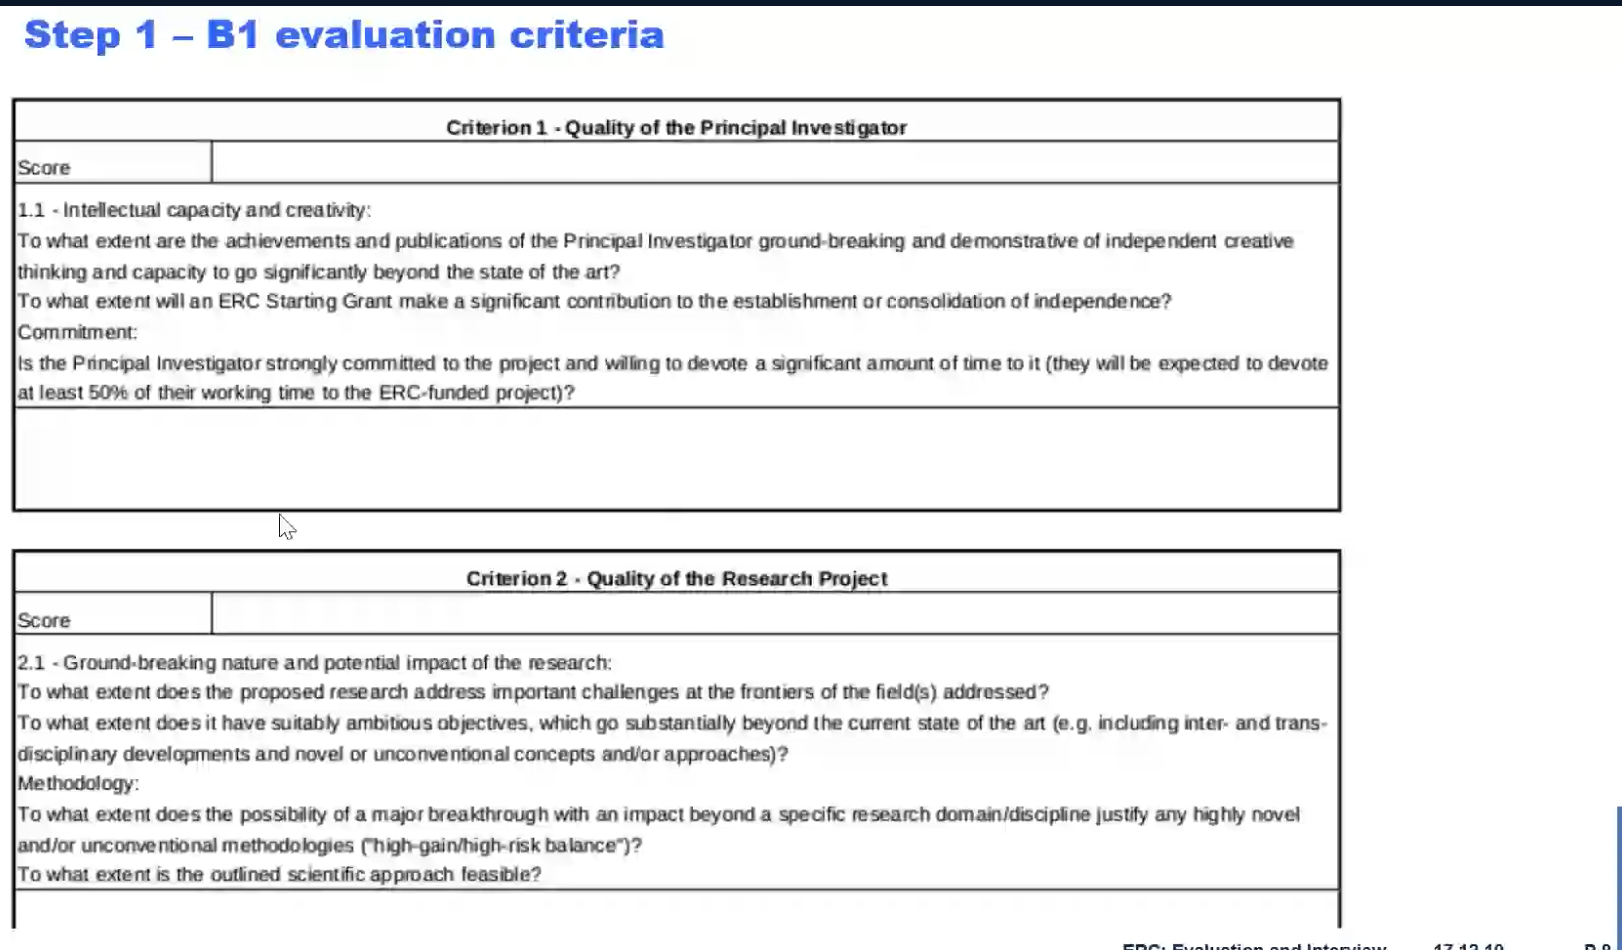 Step 1 – B1 evaluation criteria
Criterion 1 - Quality of the Principal Investigator
Score
1.1 - Intellectual capacity and creativity:
To what extent are the achievements and publications of the Principal Investigator ground-breaking and demonstrative of independent creative
thinking and capacity to go significantly beyond the state of the art?
To what extent will an ERC Starting Grant make a significant contribution to the establishment or consolidation of independence?
Commitment:
Is the Principal Investigator strongly committed to the project and willing to devote a significant amount of time to it (they will be expected to devote
at least 50% of their working time to the ERC-funded project)?
Criterion 2 - Quality of the Research Project
Score
2.1 - Ground-breaking nature and potential impact of the research:
To what extent does the proposed research address important challenges at the frontiers of the field(s) addressed?
To what extent does it have suitably ambitious objectives, which go substantially beyond the current state of the art (e.g. including inter- and trans-
disciplinary developments and novel or unconventional concepts and/or approaches)?
Methodology:
To what extent does the possibility of a major breakthrough with an impact beyond a specific research domain/discipline justify any highly novel
and/or unconventional methodologies ("high-gain/high-risk balance")?
To what extent is the outlined scientific approach feasible?
ERC: Evaluation and Interview